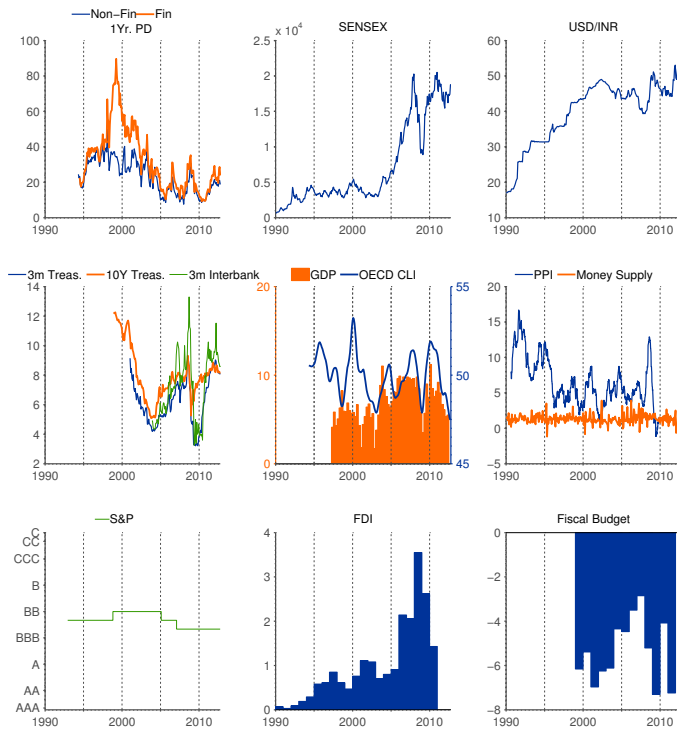 Non−Fin Fin
1Yr. PD
100
80
60
40
20
0
1990 2000 2010
SENSEX
x 10^4
2.5
2
1.5
1
0.5
0
1990 2000 2010
USD/INR
60
50
40
30
20
10
1990 2000 2010
3m Treas. 10Y Treas. 3m Interbank
14
12
10
8
6
4
2
1990 2000 2010
GDP OECD CLI
20
10
0
55
50
45
1990 2000 2010
PPI Money Supply
20
15
10
5
0
−5
1990 2000 2010
S&P
C
CC
CCC
B
BB
BBB
A
AA
AAA
1990 2000 2010
FDI
4
3
2
1
0
1990 2000 2010
Fiscal Budget
0
−2
−4
−6
−8
1990 2000 2010